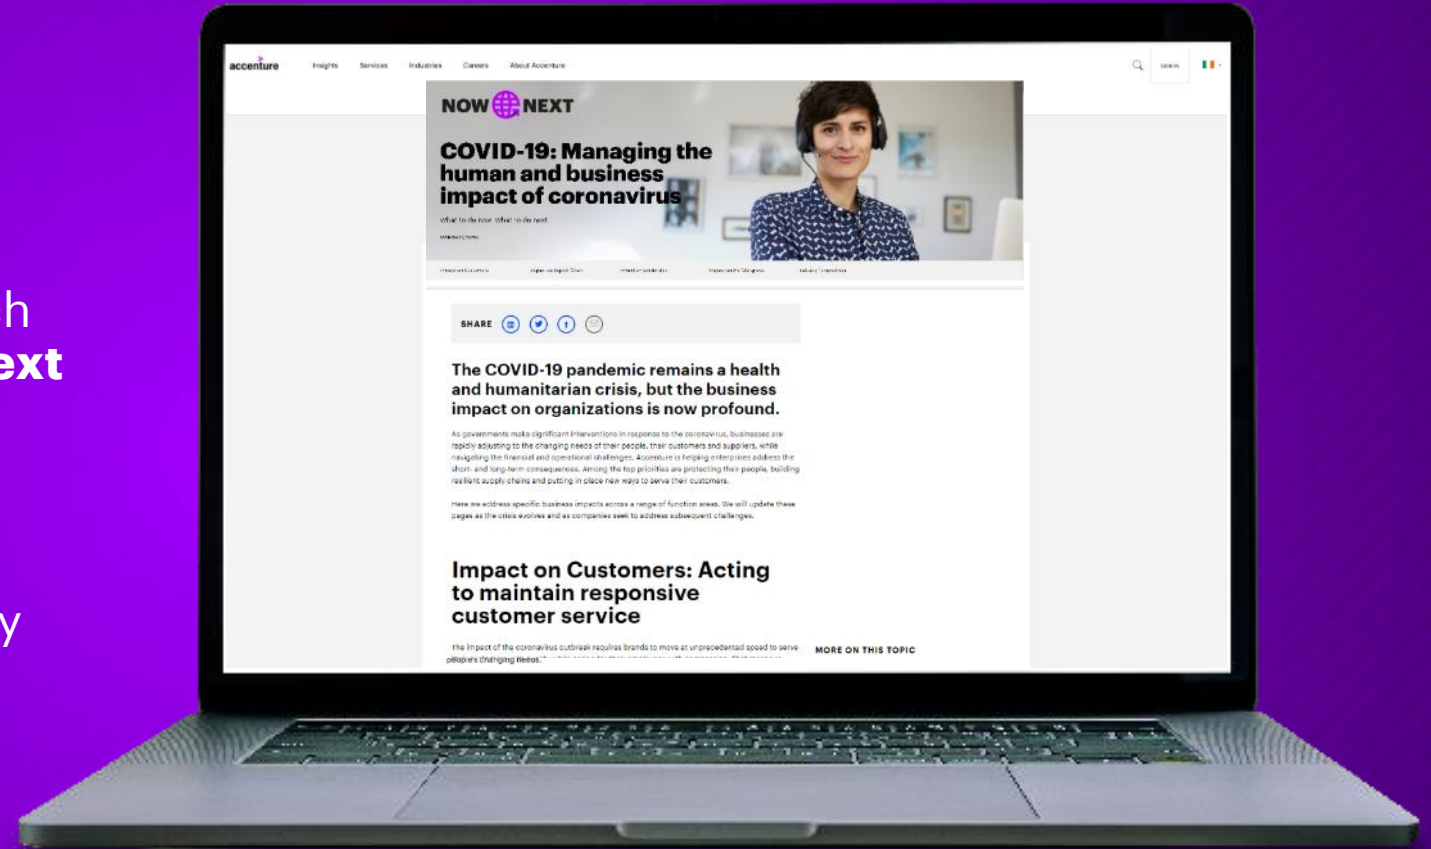 ch
ext
y
accenture
Insights Services Industries Careers About Accenture
NOW NEXT
COVID-19: Managing the
human and business
impact of coronavirus
What to do now. What to do next.
SHARE
The COVID-19 pandemic remains a health
and humanitarian crisis, but the business
impact on organizations is now profound.
As governments make significant interventions in response to the coronavirus, businesses are
rapidly adjusting to the changing needs of their people, their customers and suppliers, while
navigating the financial and operational challenges. Accenture is helping enterprises address the
short- and long-term consequences. Among the top priorities are protecting their people, building
resilient supply chains and putting in place new ways to serve their customers.
Here we address specific business impacts across a range of function areas. We will update these
pages as the crisis evolves and as companies seek to address subsequent challenges.
Impact on Customers: Acting
to maintain responsive
customer service
The impact of the coronavirus outbreak requires brands to move at unprecedented speed to serve
people's changing needs.
MORE ON THIS TOPIC